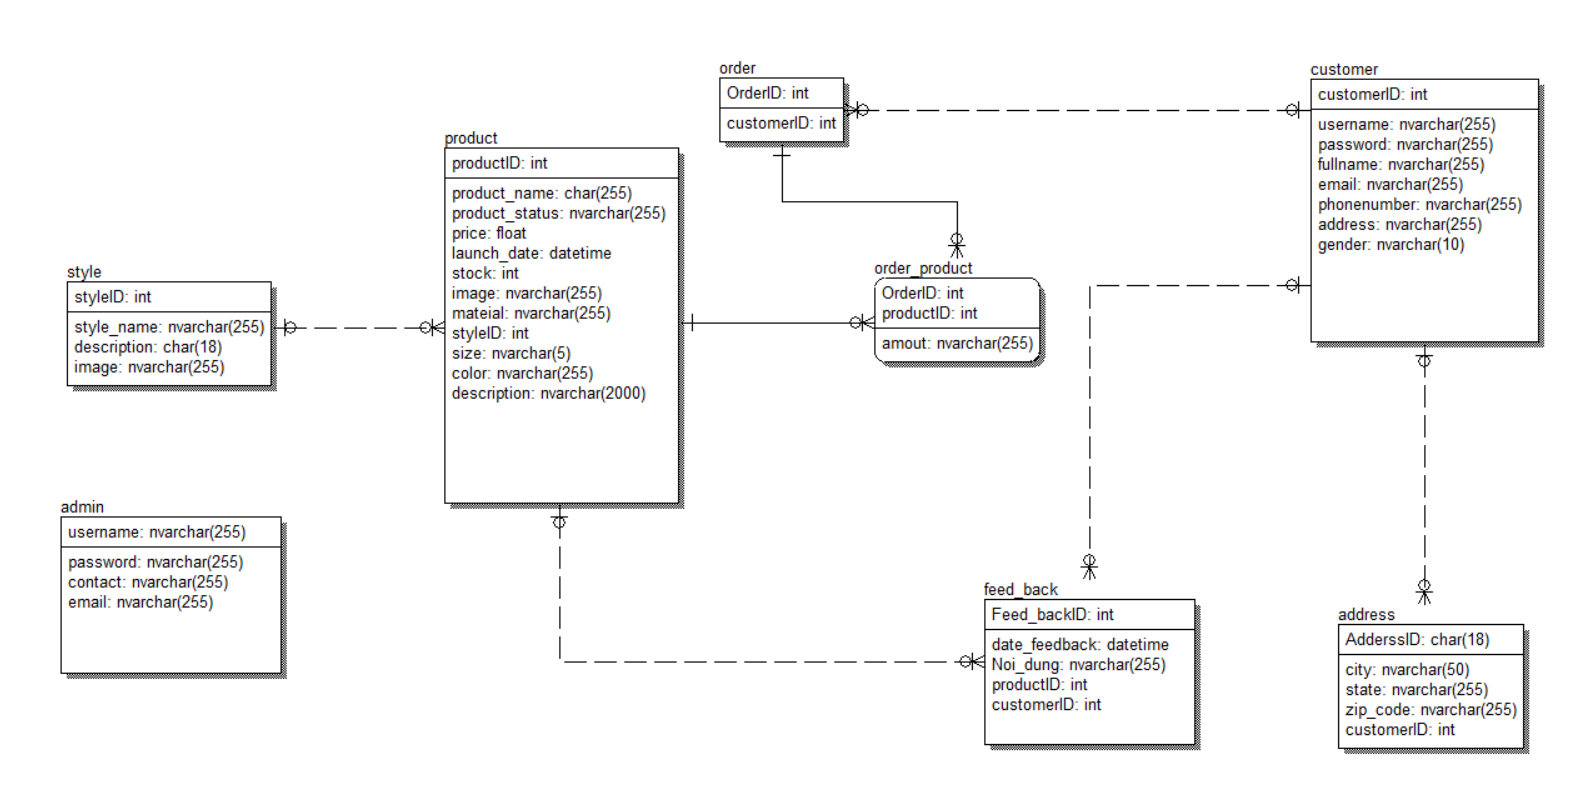 order
OrderID: int
customerID: int
customer
customerID: int
username: nvarchar(255)
password: nvarchar(255)
fullname: nvarchar(255)
email: nvarchar(255)
phonenumber: nvarchar(255)
address: nvarchar(255)
gender: nvarchar(10)
product
productID: int
product_name: char(255)
product_status: nvarchar(255)
price: float
launch_date: datetime
stock: int
image: nvarchar(255)
mateial: nvarchar(255)
styleID: int
size: nvarchar(5)
color: nvarchar(255)
description: nvarchar(2000)
style
styleID: int
style_name: nvarchar(255)
description: char(18)
image: nvarchar(255)
order_product
OrderID: int
productID: int
amout: nvarchar(255)
admin
username: nvarchar(255)
password: nvarchar(255)
contact: nvarchar(255)
email: nvarchar(255)
feed_back
Feed_backID: int
date_feedback: datetime
Noi_dung: nvarchar(255)
productID: int
customerID: int
address
AdderssID: char(18)
city: nvarchar(50)
state: nvarchar(255)
zip_code: nvarchar(255)
customerID: int